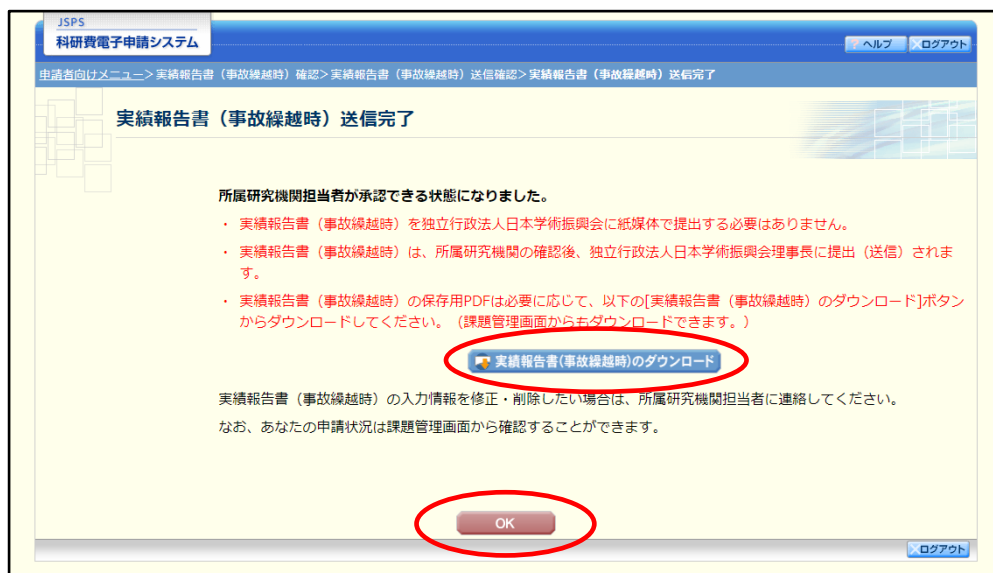 JSPS
科研費電子申請システム
ヘルプ
ログアウト
申請者向けメニュー>実績報告書（事故繰越時）確認>実績報告書（事故繰越時）送信確認>実績報告書（事故繰越時）送信完了
実績報告書（事故繰越時）送信完了
所属研究機関担当者が承認できる状態になりました。
・ 実績報告書（事故繰越時）を独立行政法人日本学術振興会に紙媒体で提出する必要はありません。
・ 実績報告書（事故繰越時）は、所属研究機関の確認後、独立行政法人日本学術振興会理事長に提出（送信）されま
す。
・ 実績報告書（事故繰越時）の保存用PDFは必要に応じて、以下の[実績報告書（事故繰越時）のダウンロード]ボタン
からダウンロードしてください。（課題管理画面からもダウンロードできます。）
実績報告書(事故繰越時)のダウンロード
実績報告書（事故繰越時）の入力情報を修正・削除したい場合は、所属研究機関担当者に連絡してください。
なお、あなたの申請状況は課題管理画面から確認することができます。
OK
ログアウト